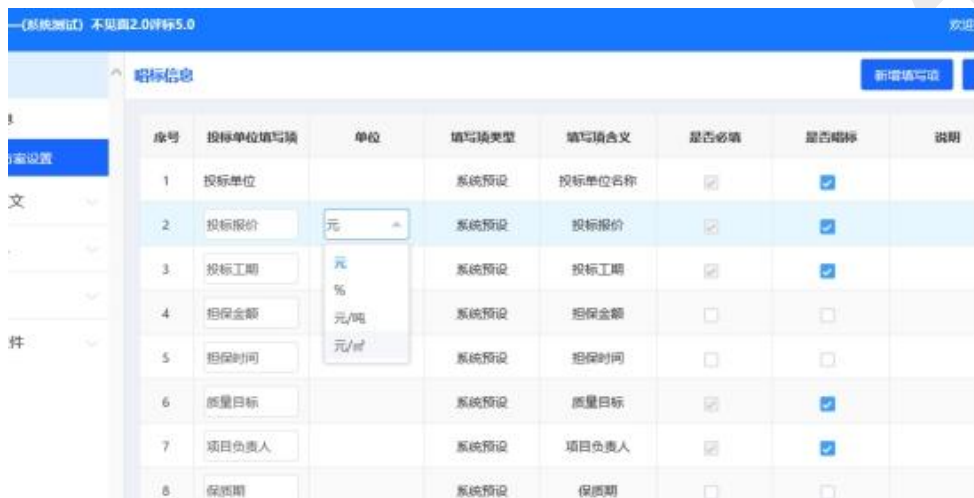 —(系统测试) 不见面2.0评标5.0
欢迎
唱标信息
新增填写项
方案设置
文
件
序号 投标单位填写项 单位 填写项类型 填写项含义 是否必填 是否唱标 说明
1 投标单位 系统预设 投标单位名称
2 投标报价 元 系统预设 投标报价
元
%
元/吨
元/㎡
3 投标工期 系统预设 投标工期
4 担保金额 系统预设 担保金额
5 担保时间 系统预设 担保时间
6 质量目标 系统预设 质量目标
7 项目负责人 系统预设 项目负责人
8 保质期 系统预设 保质期